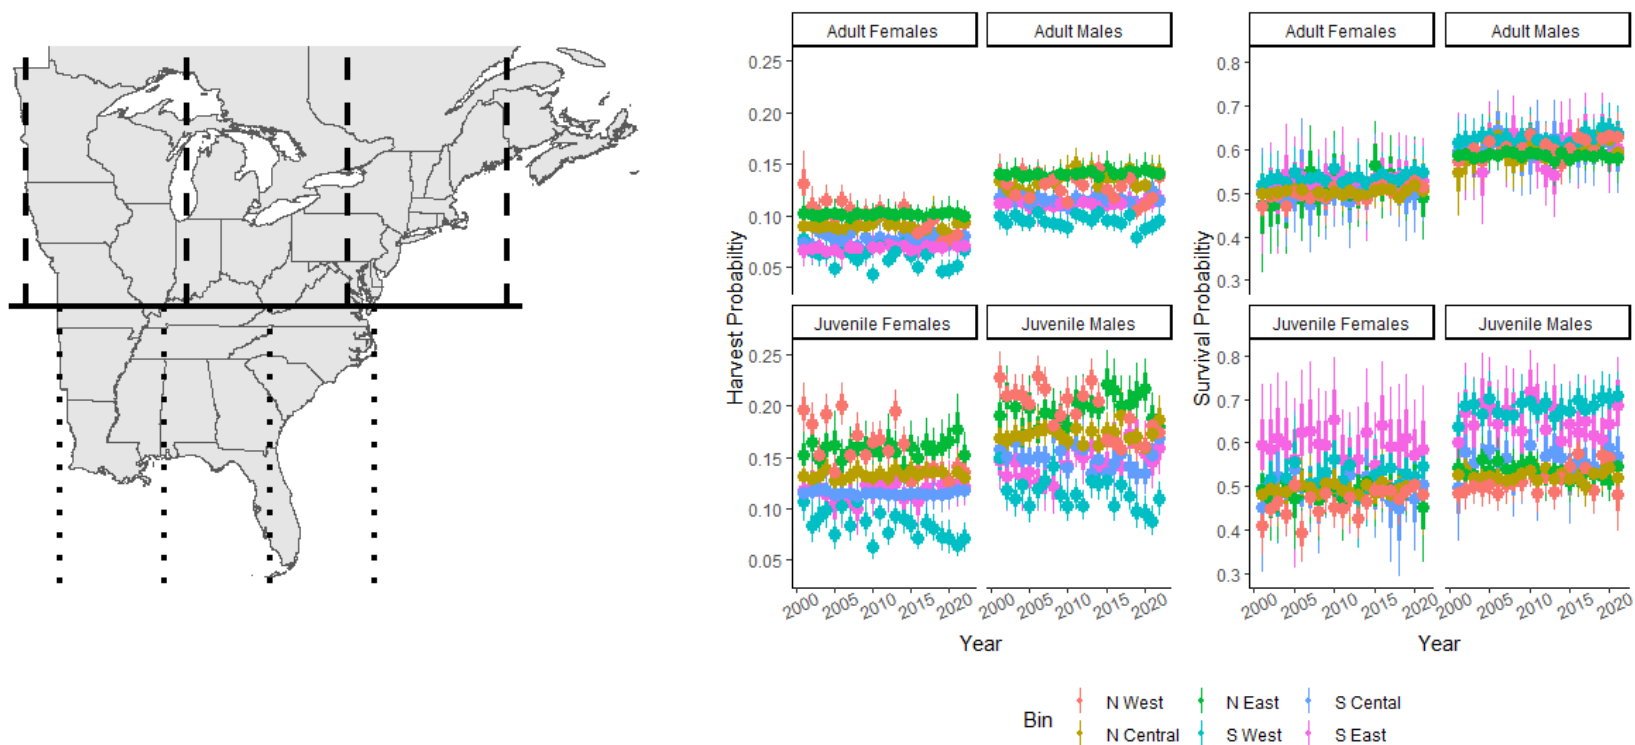 Adult Females
Adult Males
0.25
0.20
0.15
0.10
0.05
Juvenile Females
Juvenile Males
0.25
0.20
0.15
0.10
0.05
Harvest Probabiltiy
2000 2005 2010 2015 2020
2000 2005 2010 2015 2020
Year
Adult Females
Adult Males
0.8
0.7
0.6
0.5
0.4
0.3
Juvenile Females
Juvenile Males
0.8
0.7
0.6
0.5
0.4
0.3
Survival Probability
2000 2005 2010 2015 2020
2000 2005 2010 2015 2020
Year
Bin
N West
N East
S Cental
N Central
S West
S East